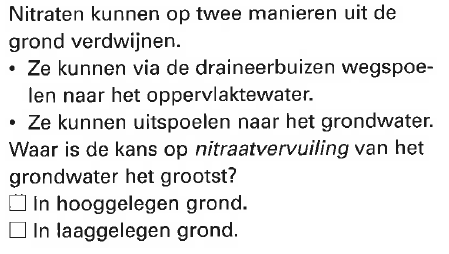 Nitraten kunnen op twee manieren uit de
grond verdwijnen.
• Ze kunnen via de draineerbuizen wegspoe-
len naar het oppervlaktewater.
• Ze kunnen uitspoelen naar het grondwater.
Waar is de kans op nitraatvervuiling van het
grondwater het grootst?
☐ In hooggelegen grond.
☐ In laaggelegen grond.